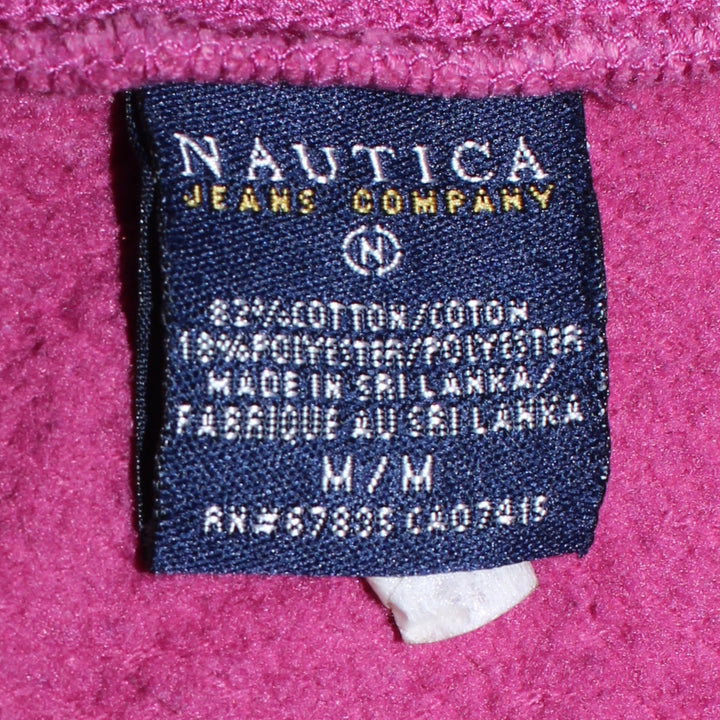 NAUTICA
JEANS COMPANY
N
82% COTTON/COTON
18% POLYESTER/POLYESTER
MADE IN SRI LANKA/
FABRIQUE AU SRI LANKA
M/M
RN#67835 CA07415